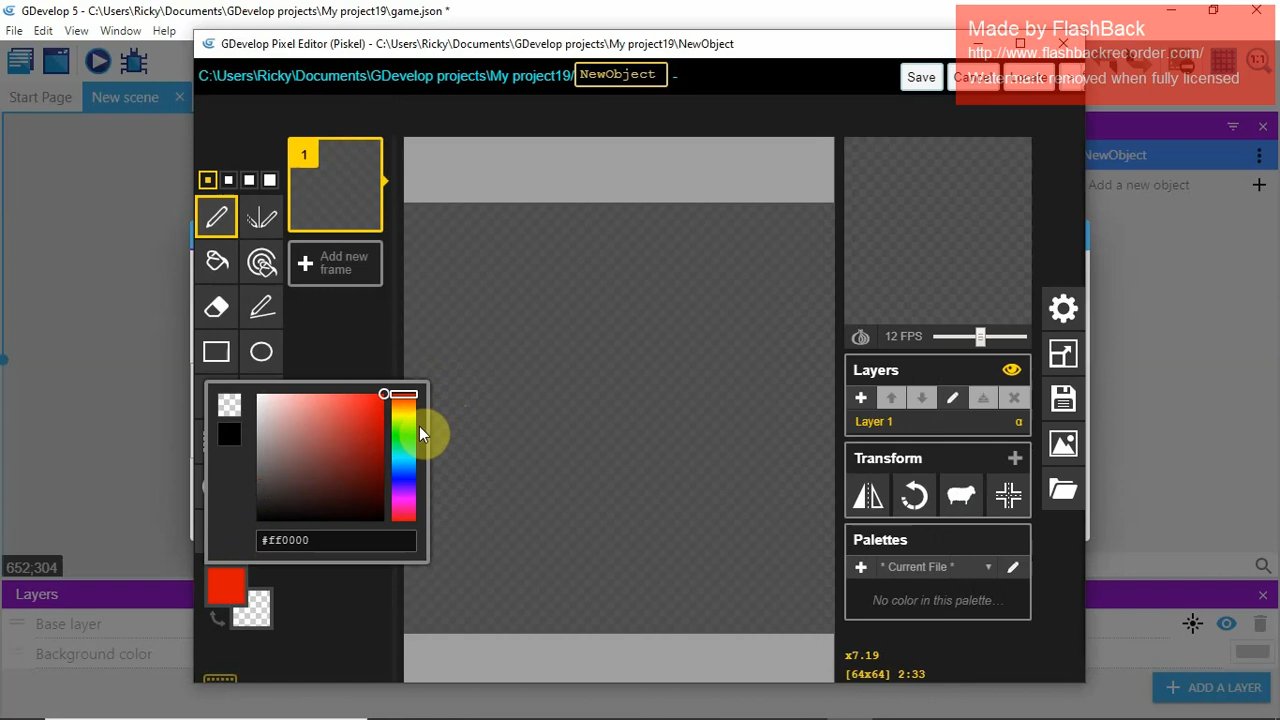 GDevelop 5 - C:\Users\Ricky\Documents\GDevelop projects\My project19\game.json *
File Edit View Window Help
Made by FlashBack
http://www.flashbackrecorder.com/
Watermark removed when fully licensed
GDevelop Pixel Editor (Piskel) - C:\Users\Ricky\Documents\GDevelop projects\My project19\NewObject
C:\Users\Ricky\Documents\GDevelop projects\My project19/ NewObject -
Save
Start Page
New scene
1
Add new
frame
NewObject
Add a new object
12 FPS
Layers
Layer 1 α
Transform
Palettes
* Current File *
No color in this palette…
#ff0000
x7.19
[64x64] 2:33
652;304
Layers
Base layer
Background color
ADD A LAYER
1:1